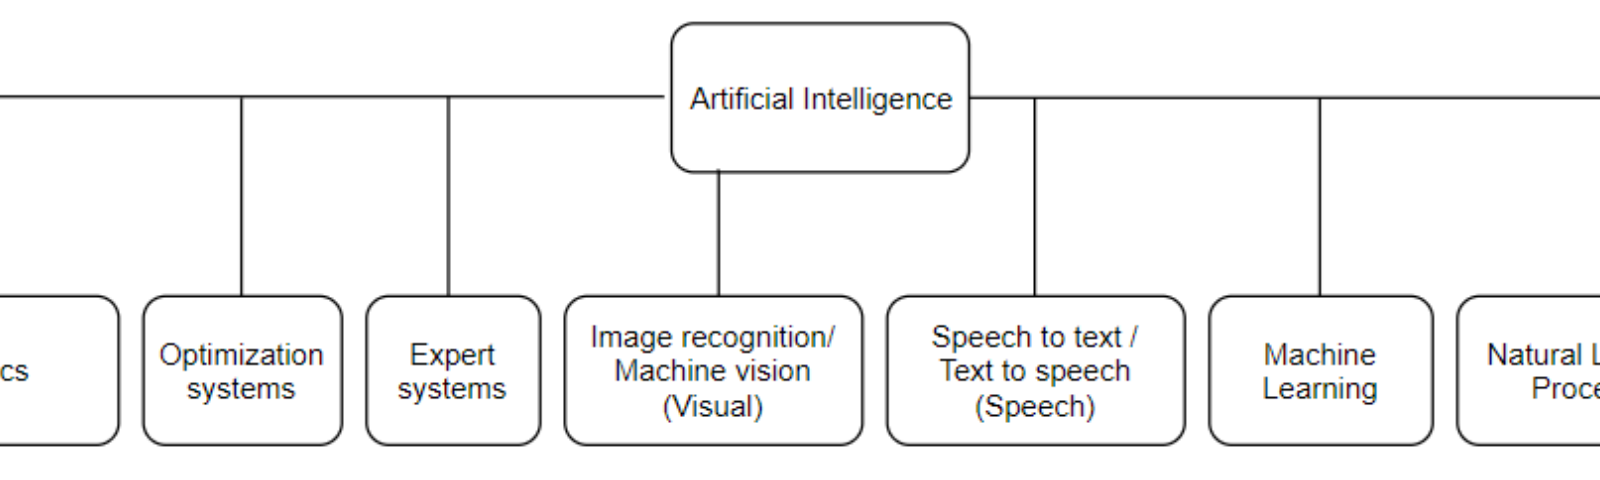 Artificial Intelligence
cs
Optimization
systems
Expert
systems
Image recognition/
Machine vision
(Visual)
Speech to text /
Text to speech
(Speech)
Machine
Learning
Natural